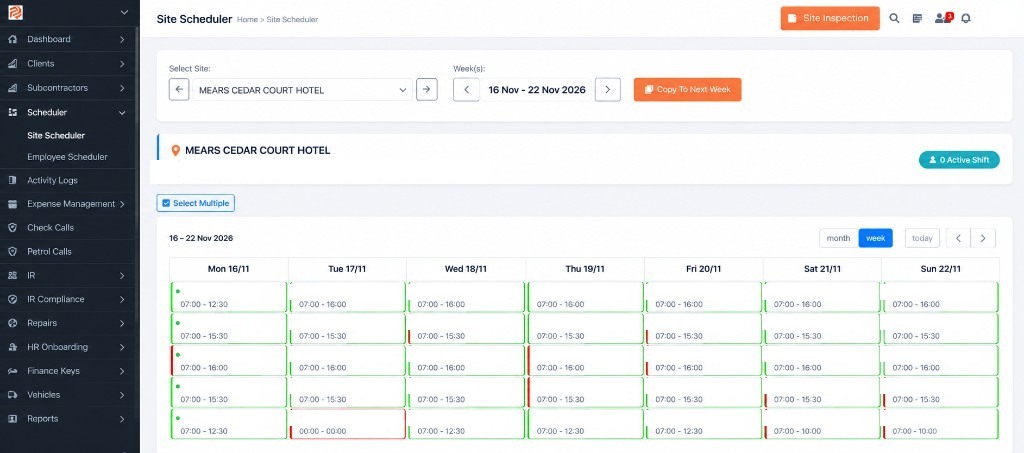 Site Scheduler Home > Site Scheduler
Site Inspection
3
Dashboard
Clients
Subcontractors
Scheduler
Site Scheduler
Employee Scheduler
Activity Logs
Expense Management
Check Calls
Petrol Calls
IR
IR Compliance
Repairs
HR Onboarding
Finance Keys
Vehicles
Reports
Select Site:
MEARS CEDAR COURT HOTEL
Week(s):
16 Nov - 22 Nov 2026
Copy To Next Week
MEARS CEDAR COURT HOTEL
0 Active Shift
Select Multiple
16 – 22 Nov 2026
month week today
Mon 16/11 Tue 17/11 Wed 18/11 Thu 19/11 Fri 20/11 Sat 21/11 Sun 22/11
07:00 - 12:30 07:00 - 16:00 07:00 - 16:00 07:00 - 16:00 07:00 - 16:00 07:00 - 16:00 07:00 - 16:00
07:00 - 15:30 07:00 - 15:30 07:00 - 15:30 07:00 - 15:30 07:00 - 15:30 07:00 - 15:30 07:00 - 15:30
07:00 - 16:00 07:00 - 16:00 07:00 - 16:00 07:00 - 16:00 07:00 - 16:00 07:00 - 16:00 07:00 - 16:00
07:00 - 15:30 07:00 - 15:30 07:00 - 15:30 07:00 - 15:30 07:00 - 15:30 07:00 - 15:30 07:00 - 15:30
07:00 - 12:30 00:00 - 00:00 07:00 - 12:30 07:00 - 12:30 07:00 - 12:30 07:00 - 10:00 07:00 - 10:00